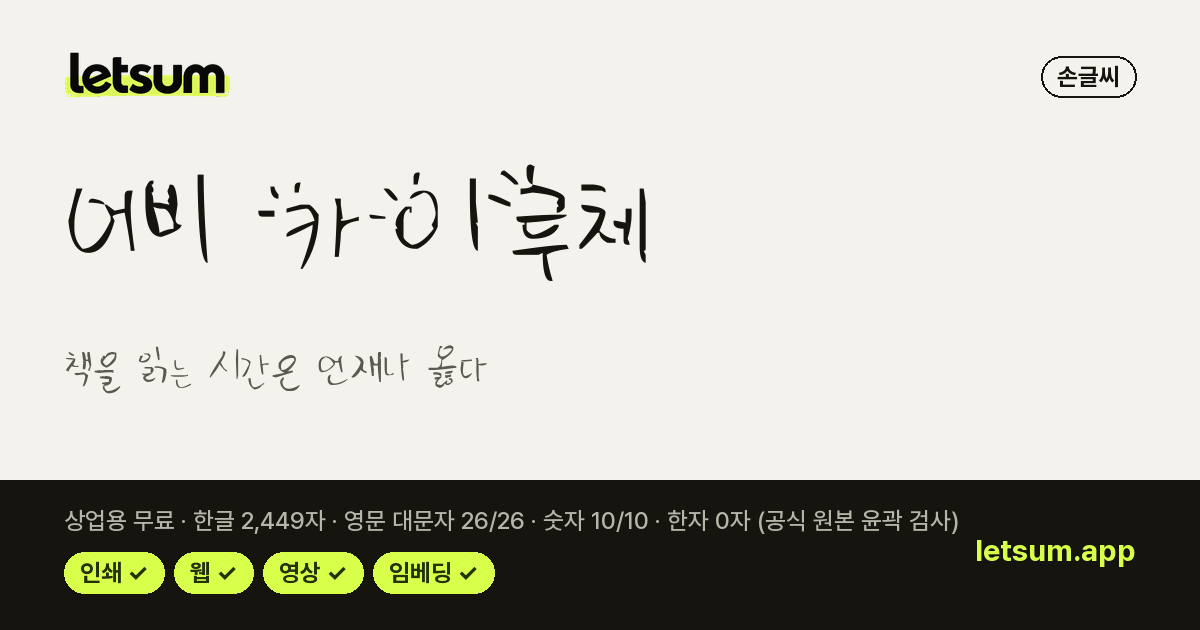 letsum
손글씨
어비 카이루체
책을 읽는 시간은 언제나 옳다
상업용 무료 · 한글 2,449자 · 영문 대문자 26/26 · 숫자 10/10 · 한자 0자 (공식 원본 윤곽 검사)
인쇄 ✓ 웹 ✓ 영상 ✓ 임베딩 ✓
letsum.app